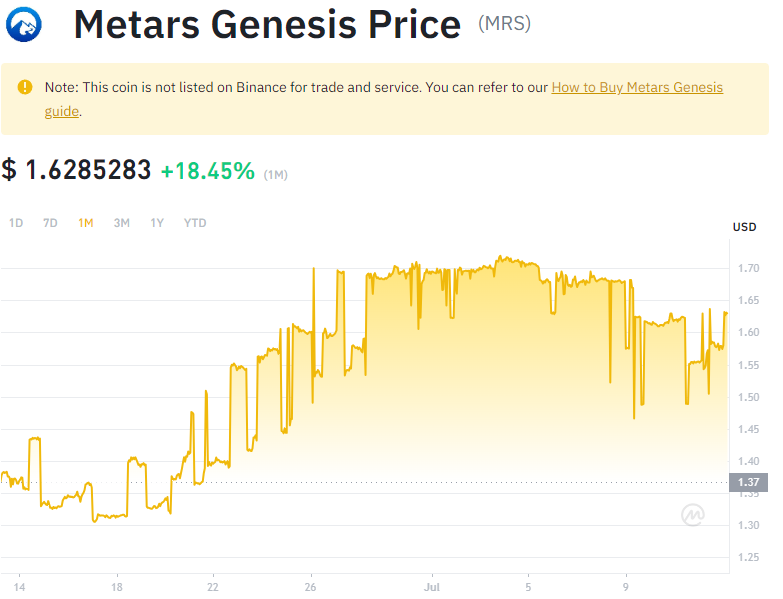 Metars Genesis Price (MRS)
Note: This coin is not listed on Binance for trade and service. You can refer to our How to Buy Metars Genesis
guide.
$ 1.6285283 +18.45% (1M)
1D 7D 1M 3M 1Y YTD
USD
1.70
1.65
1.60
1.55
1.50
1.45
1.40
1.37
1.35
1.30
1.25
14 18 22 26 Jul 5 9